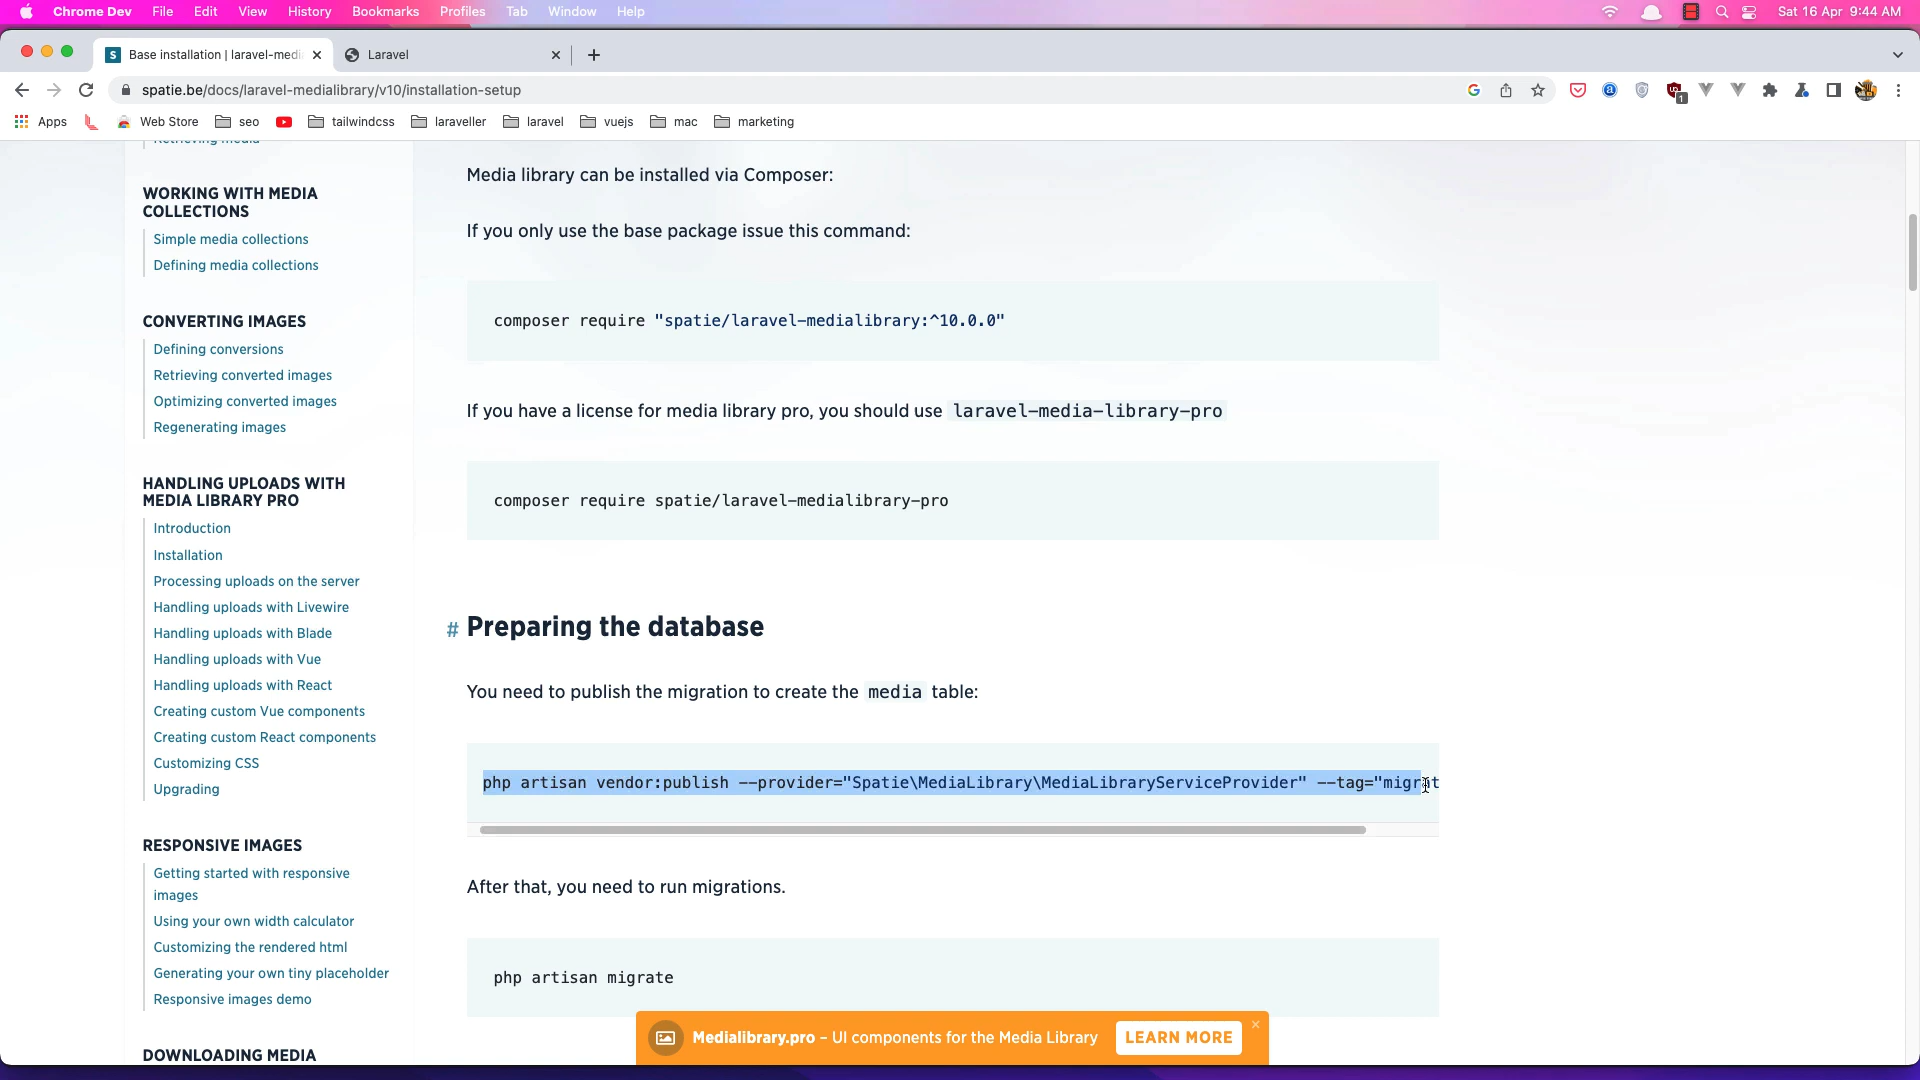 Chrome Dev File Edit View History Bookmarks Profiles Tab Window Help Sat 16 Apr 9:44 AM
Base installation | laravel-medi Laravel
spatie.be/docs/laravel-medialibrary/v10/installation-setup
Apps Web Store seo tailwindcss laraveller laravel vuejs mac marketing
Retrieving media
WORKING WITH MEDIA
COLLECTIONS
Simple media collections
Defining media collections
CONVERTING IMAGES
Defining conversions
Retrieving converted images
Optimizing converted images
Regenerating images
HANDLING UPLOADS WITH
MEDIA LIBRARY PRO
Introduction
Installation
Processing uploads on the server
Handling uploads with Livewire
Handling uploads with Blade
Handling uploads with Vue
Handling uploads with React
Creating custom Vue components
Creating custom React components
Customizing CSS
Upgrading
RESPONSIVE IMAGES
Getting started with responsive
images
Using your own width calculator
Customizing the rendered html
Generating your own tiny placeholder
Responsive images demo
DOWNLOADING MEDIA
Media library can be installed via Composer:
If you only use the base package issue this command:
composer require "spatie/laravel-medialibrary:^10.0.0"
If you have a license for media library pro, you should use laravel-media-library-pro
composer require spatie/laravel-medialibrary-pro
# Preparing the database
You need to publish the migration to create the media table:
php artisan vendor:publish --provider="Spatie\MediaLibrary\MediaLibraryServiceProvider" --tag="migrat
After that, you need to run migrations.
php artisan migrate
Medialibrary.pro – UI components for the Media Library LEARN MORE